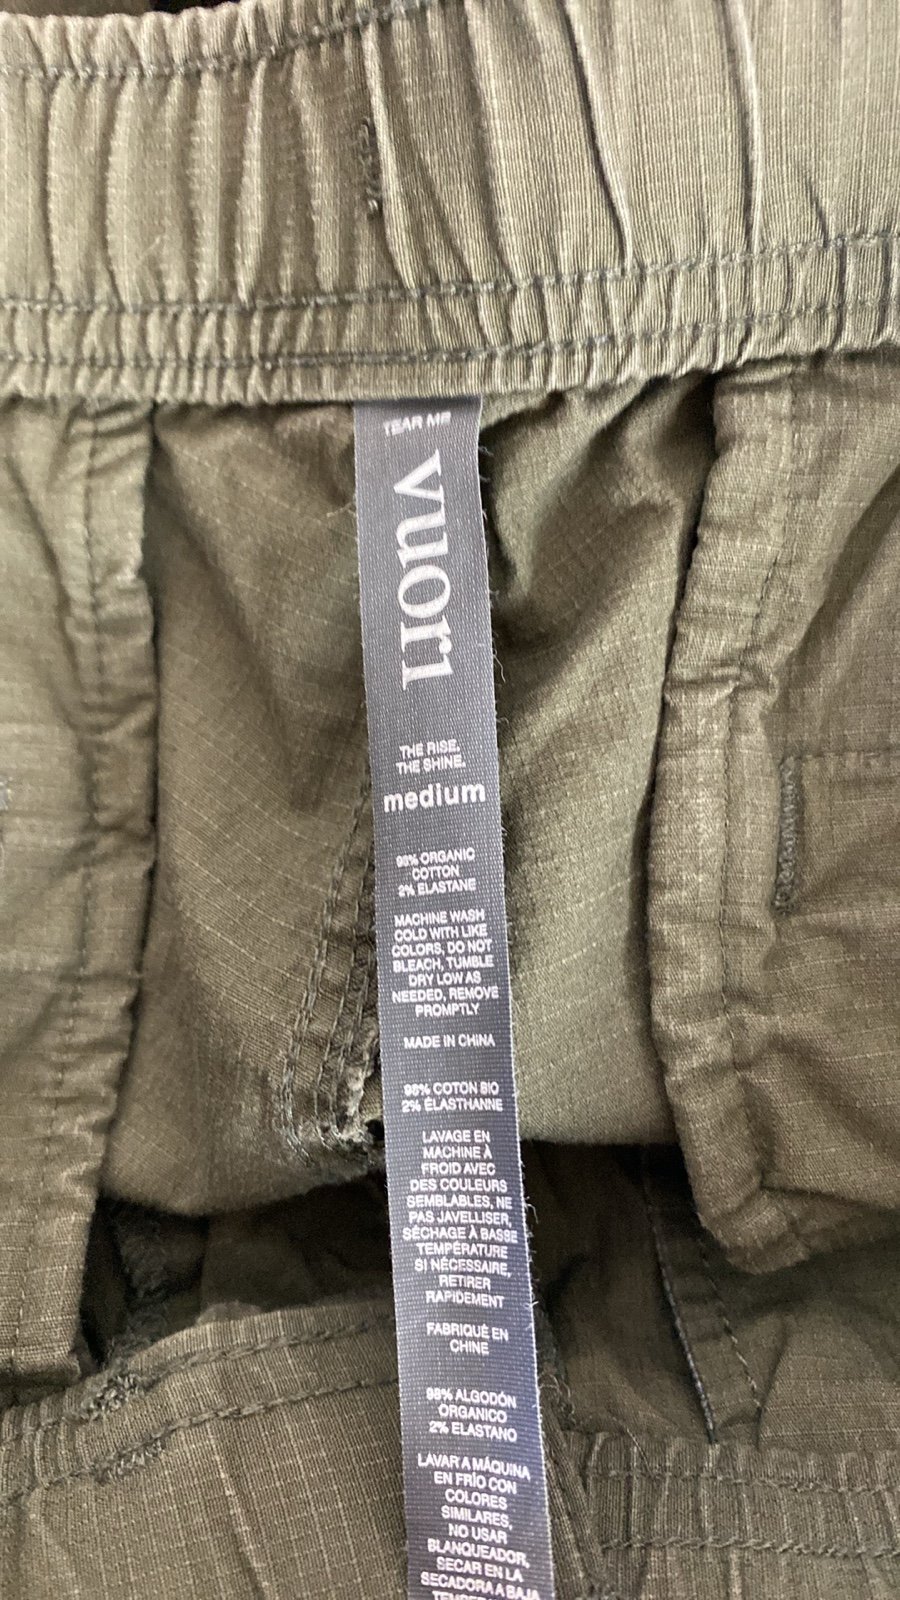 TEAR ME
vuori
THE RISE.
THE SHINE.
medium
98% ORGANIC
COTTON
2% ELASTANE
MACHINE WASH
COLD WITH LIKE
COLORS, DO NOT
BLEACH, TUMBLE
DRY LOW AS
NEEDED, REMOVE
PROMPTLY
MADE IN CHINA
98% COTON BIO
2% ÉLASTHANNE
LAVAGE EN
MACHINE À
FROID AVEC
DES COULEURS
SEMBLABLES, NE
PAS JAVELLISER,
SÉCHAGE À BASSE
TEMPÉRATURE
SI NÉCESSAIRE,
RETIRER
RAPIDEMENT
FABRIQUÉ EN
CHINE
98% ALGODÓN
ORGANICO
2% ELASTANO
LAVAR A MÁQUINA
EN FRÍO CON
COLORES
SIMILARES,
NO USAR
BLANQUEADOR,
SECAR EN LA
SECADORA A BAJA